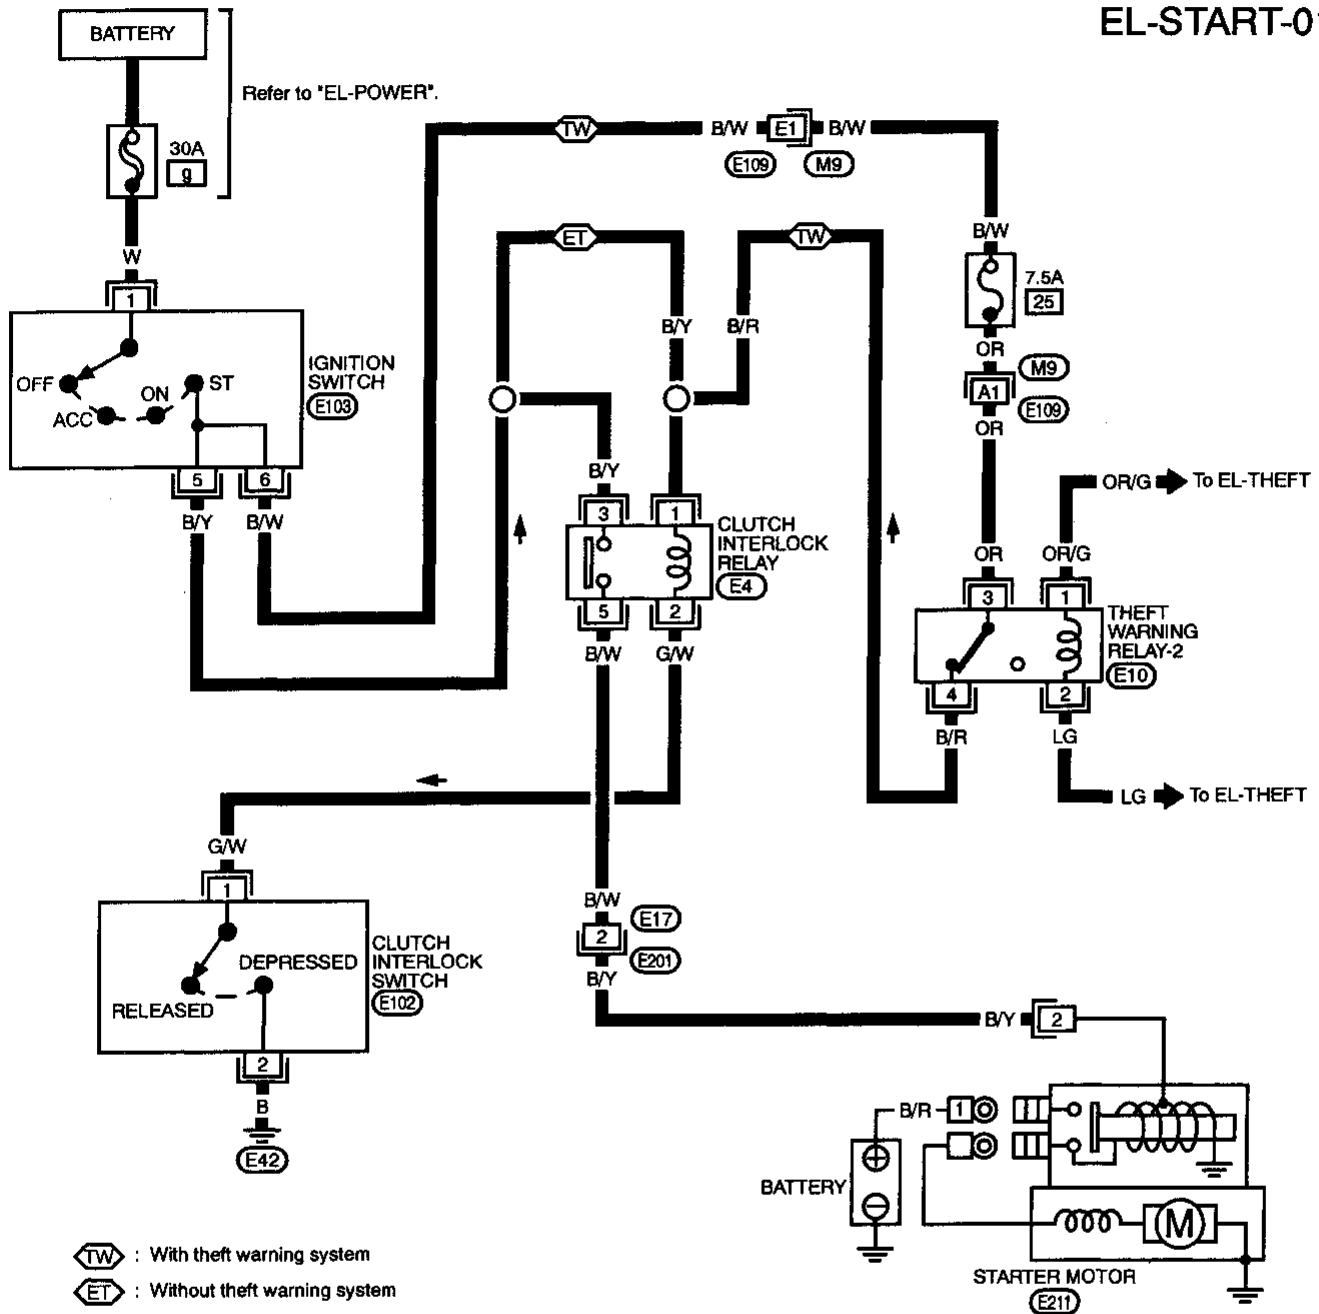 EL-START-01
BATTERY
Refer to "EL-POWER".
30A
g
W
1
TW
B/W
E1
B/W
E109
M9
B/W
ET
TW
7.5A
25
B/Y
B/R
OR
M9
A1
E109
OR
OFF
ACC
ON
ST
IGNITION
SWITCH
E103
5
6
B/Y
B/W
B/Y
3
1
CLUTCH
INTERLOCK
RELAY
E4
5
2
B/W
G/W
OR/G
To EL-THEFT
OR
OR/G
3
1
THEFT
WARNING
RELAY-2
E10
4
2
B/R
LG
LG
To EL-THEFT
G/W
1
DEPRESSED
RELEASED
CLUTCH
INTERLOCK
SWITCH
E102
2
B
E42
B/W
E17
2
E201
B/Y
B/Y
2
B/R
1
BATTERY
M
STARTER MOTOR
E211
TW : With theft warning system
ET : Without theft warning system